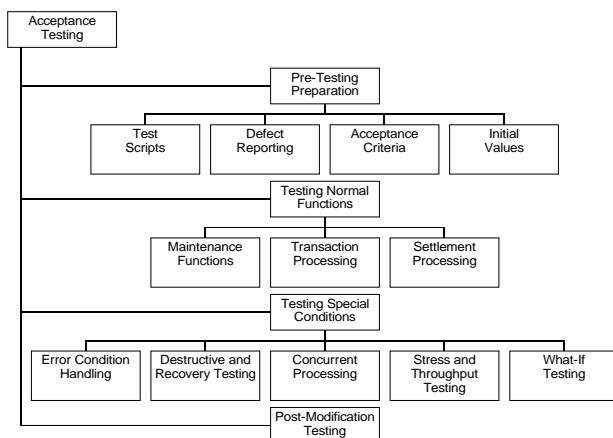 Acceptance
Testing
Pre-Testing
Preparation
Test
Scripts
Defect
Reporting
Acceptance
Criteria
Initial
Values
Testing Normal
Functions
Maintenance
Functions
Transaction
Processing
Settlement
Processing
Testing Special
Conditions
Error Condition
Handling
Destructive and
Recovery Testing
Concurrent
Processing
Stress and
Throughput
Testing
What-If
Testing
Post-Modification
Testing